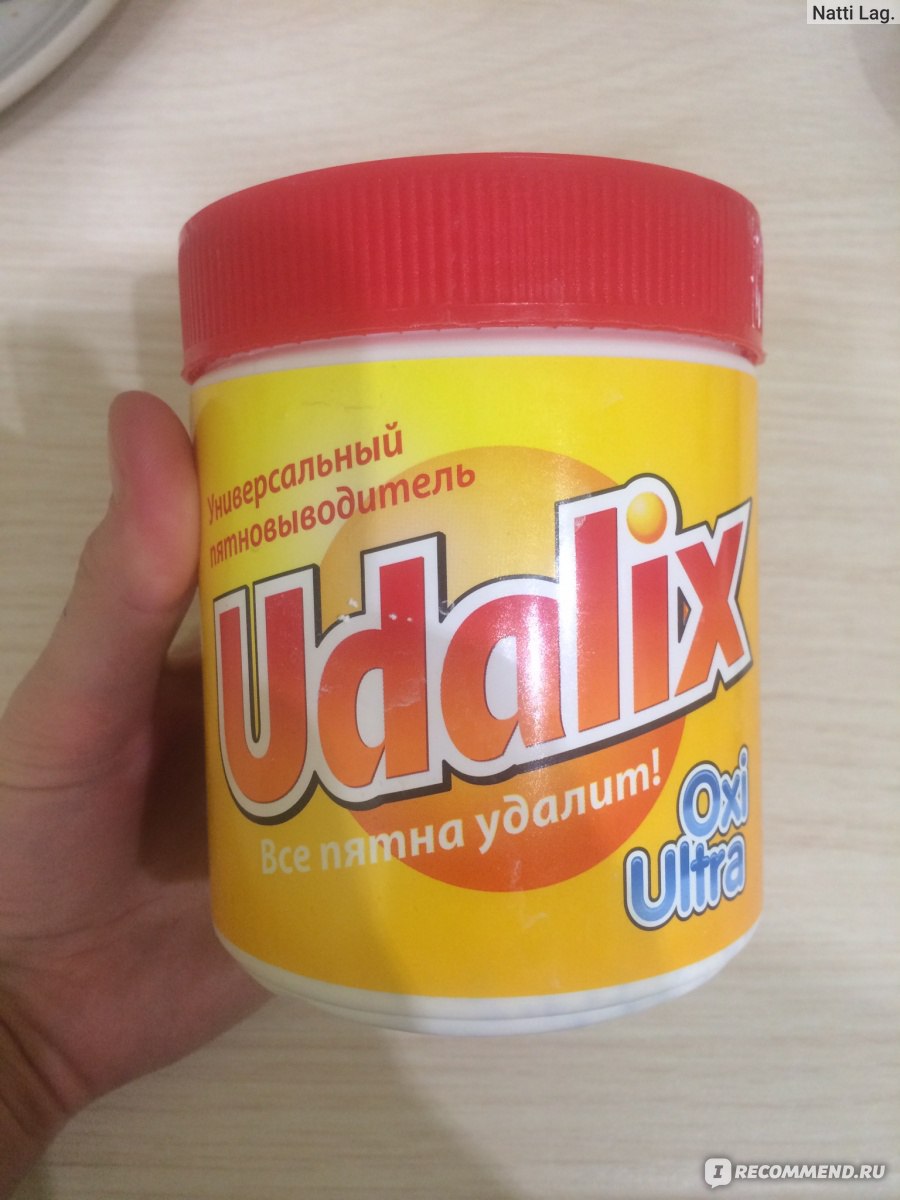 Natti Lag.
Универсальный
пятновыводитель
Udalix
Все пятна удалит!
Oxi
Ultra
I RECOMMEND.RU